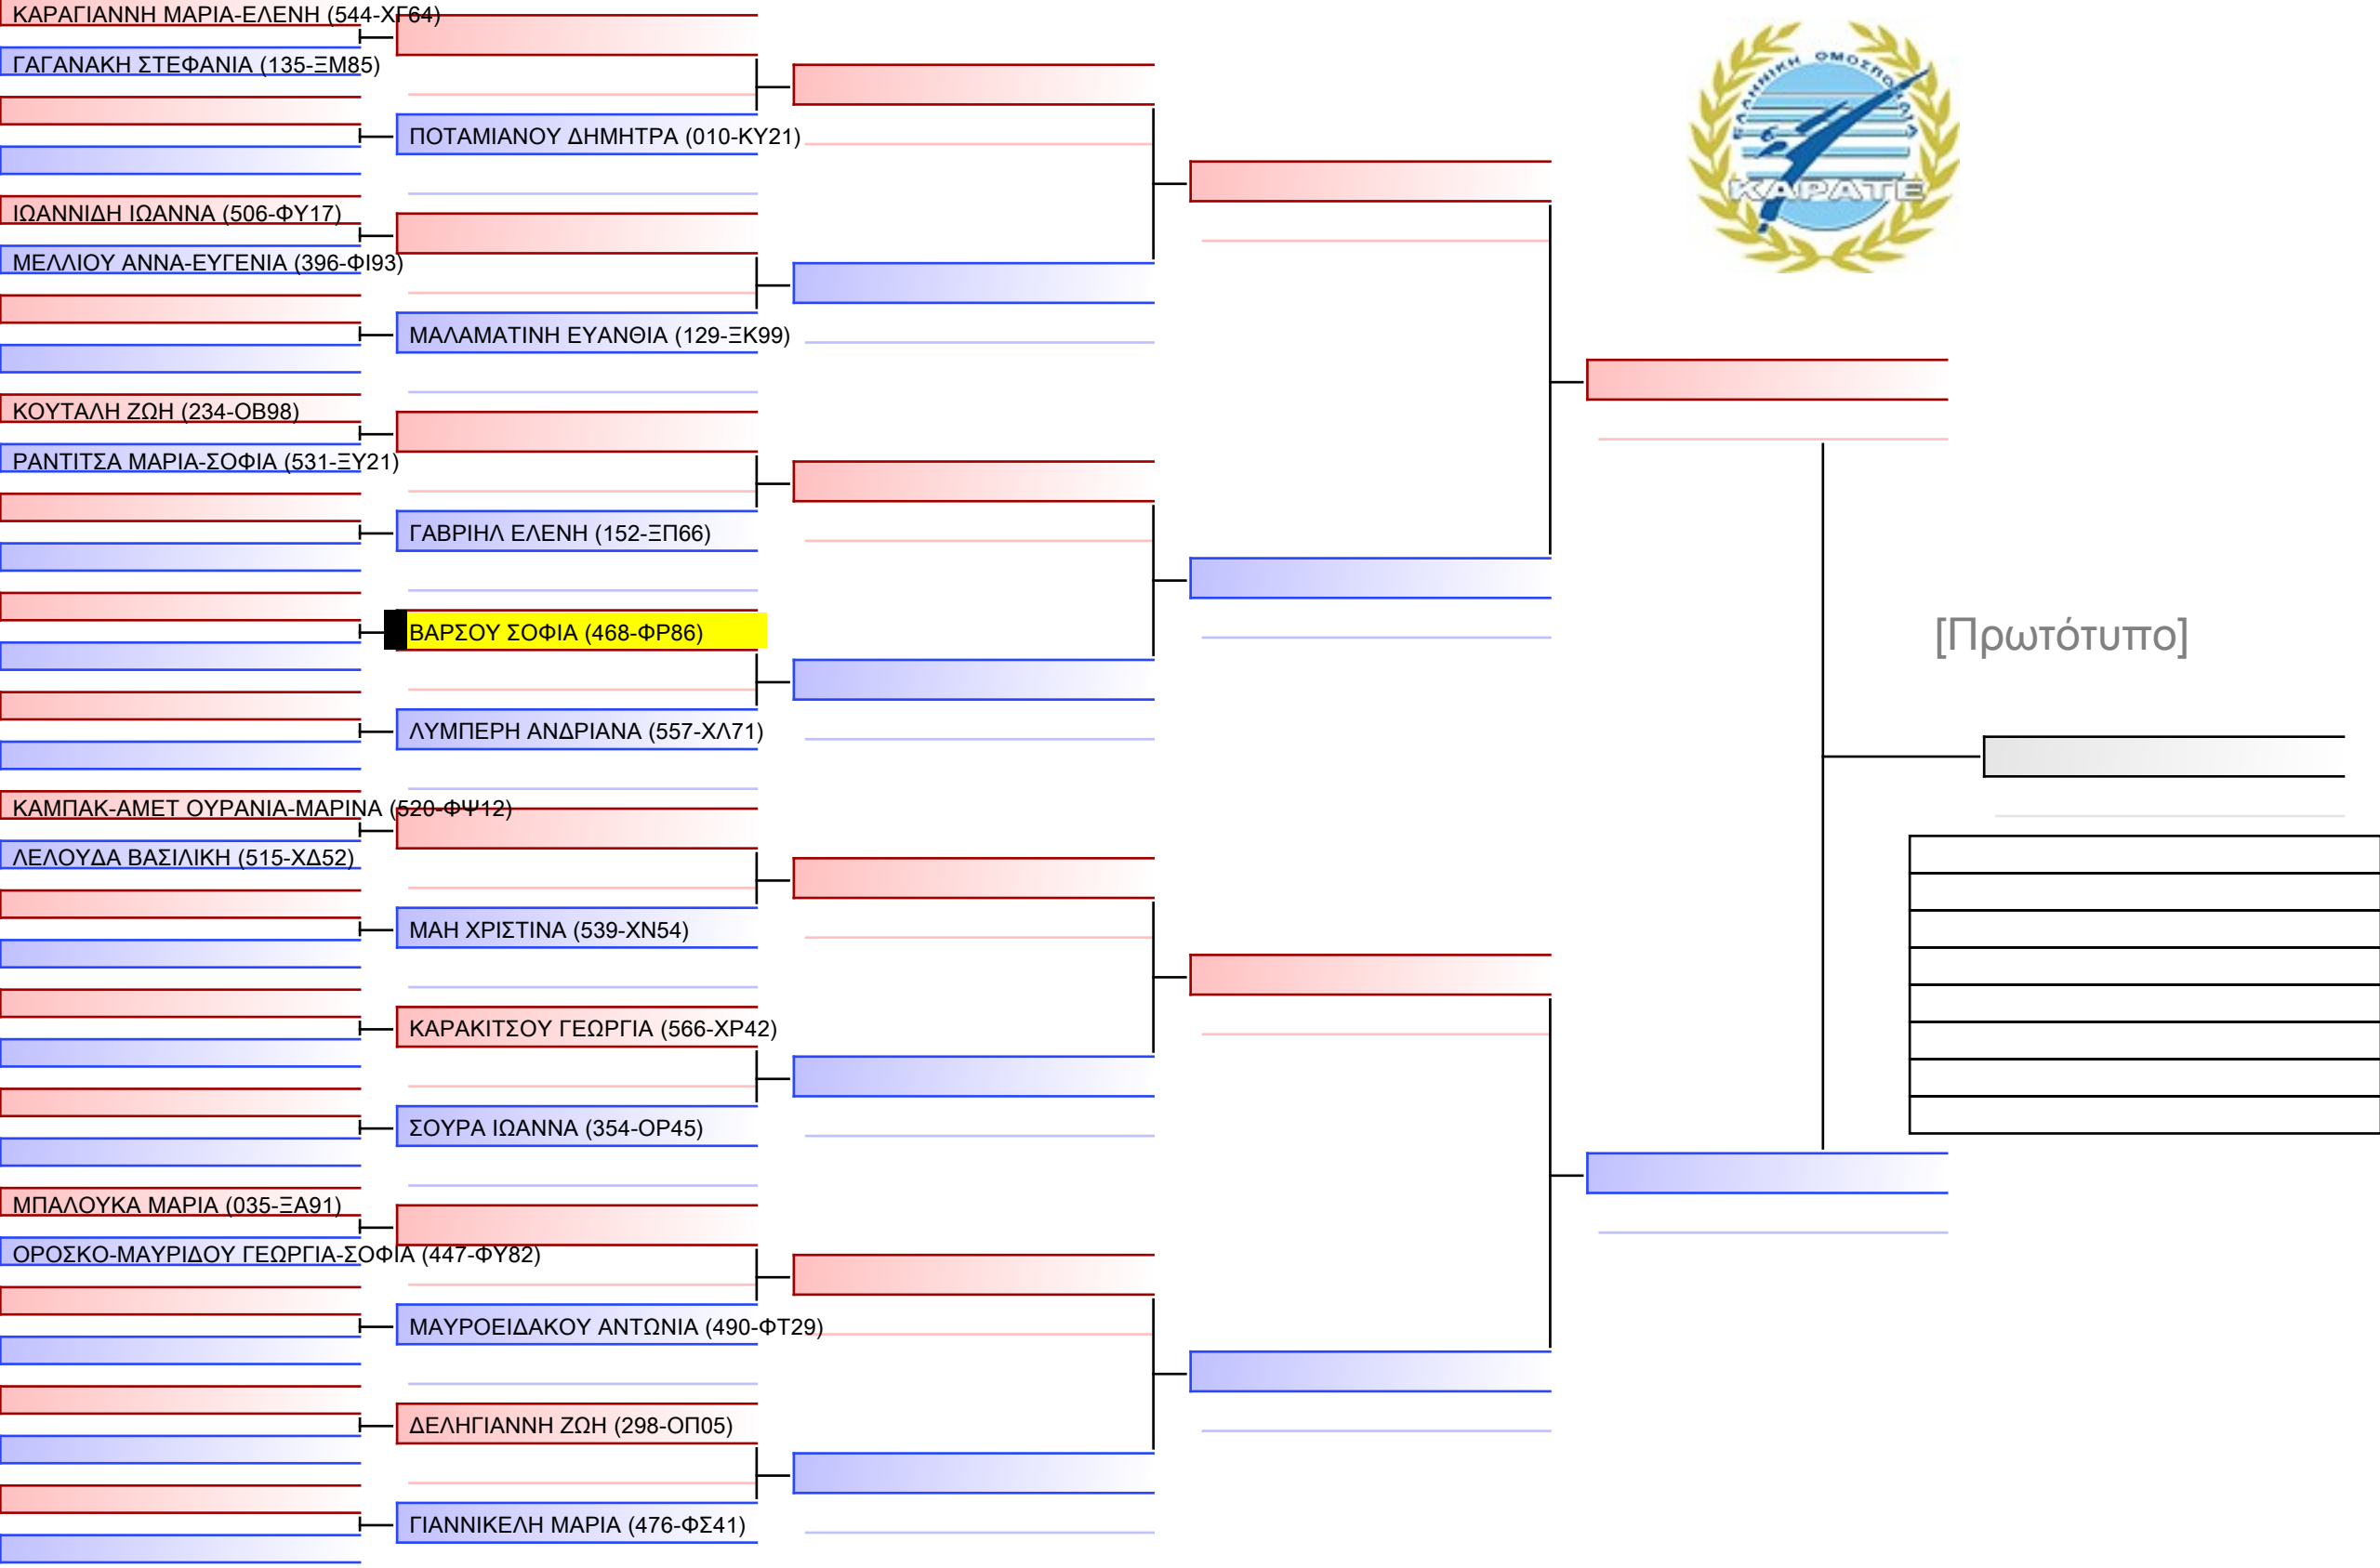 ΚΑΡΑΓΙΑΝΝΗ ΜΑΡΙΑ-ΕΛΕΝΗ (544-ΧΓ64)
ΓΑΓΑΝΑΚΗ ΣΤΕΦΑΝΙΑ (135-ΞΜ85)
ΠΟΤΑΜΙΑΝΟΥ ΔΗΜΗΤΡΑ (010-ΚΥ21)
ΙΩΑΝΝΙΔΗ ΙΩΑΝΝΑ (506-ΦΥ17)
ΜΕΛΛΙΟΥ ΑΝΝΑ-ΕΥΓΕΝΙΑ (396-ΦΙ93)
ΜΑΛΑΜΑΤΙΝΗ ΕΥΑΝΘΙΑ (129-ΞΚ99)
ΚΟΥΤΑΛΗ ΖΩΗ (234-ΟΒ98)
ΡΑΝΤΙΤΣΑ ΜΑΡΙΑ-ΣΟΦΙΑ (531-ΞΥ21)
ΓΑΒΡΙΗΛ ΕΛΕΝΗ (152-ΞΠ66)
ΒΑΡΣΟΥ ΣΟΦΙΑ (468-ΦΡ86)
ΛΥΜΠΕΡΗ ΑΝΔΡΙΑΝΑ (557-ΧΛ71)
ΚΑΜΠΑΚ-ΑΜΕΤ ΟΥΡΑΝΙΑ-ΜΑΡΙΝΑ (520-ΦΨ12)
ΛΕΛΟΥΔΑ ΒΑΣΙΛΙΚΗ (515-ΧΔ52)
ΜΑΗ ΧΡΙΣΤΙΝΑ (539-ΧΝ54)
ΚΑΡΑΚΙΤΣΟΥ ΓΕΩΡΓΙΑ (566-ΧΡ42)
ΣΟΥΡΑ ΙΩΑΝΝΑ (354-ΟΡ45)
ΜΠΑΛΟΥΚΑ ΜΑΡΙΑ (035-ΞΑ91)
ΟΡΟΣΚΟ-ΜΑΥΡΙΔΟΥ ΓΕΩΡΓΙΑ-ΣΟΦΙΑ (447-ΦΥ82)
ΜΑΥΡΟΕΙΔΑΚΟΥ ΑΝΤΩΝΙΑ (490-ΦΤ29)
ΔΕΛΗΓΙΑΝΝΗ ΖΩΗ (298-ΟΠ05)
ΓΙΑΝΝΙΚΕΛΗ ΜΑΡΙΑ (476-ΦΣ41)
ΕΛΛΗΝΙΚΗ ΟΜΟΣΠΟΝΔΙΑ
ΚΑΡΑΤΕ
[Πρωτότυπο]